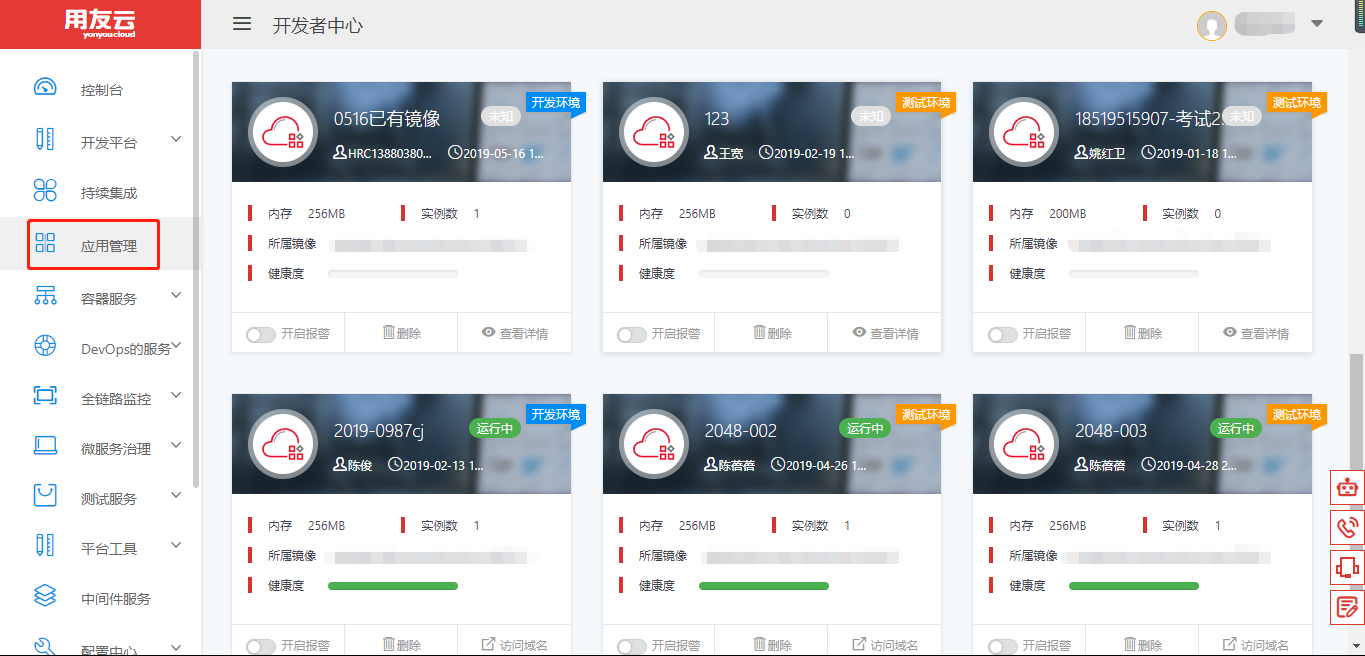 用友云
yonyoucloud
开发者中心
控制台
开发平台
持续集成
应用管理
容器服务
DevOps的服务
全链路监控
微服务治理
测试服务
平台工具
中间件服务
配置中心
开发环境
0516已有镜像
未知
HRC13880380...
2019-05-16 1...
内存 256MB
实例数 1
所属镜像
健康度
开启报警
删除
查看详情
测试环境
123
未知
王宽
2019-02-19 1...
内存 256MB
实例数 0
所属镜像
健康度
开启报警
删除
查看详情
测试环境
18519515907-考试2...
未知
姚红卫
2019-01-18 1...
内存 200MB
实例数 0
所属镜像
健康度
开启报警
删除
查看详情
开发环境
2019-0987cj
运行中
陈俊
2019-02-13 1...
内存 256MB
实例数 1
所属镜像
健康度
开启报警
删除
访问域名
测试环境
2048-002
运行中
陈蓓蓓
2019-04-26 1...
内存 256MB
实例数 1
所属镜像
健康度
开启报警
删除
访问域名
测试环境
2048-003
运行中
陈蓓蓓
2019-04-28 2...
内存 256MB
实例数 1
所属镜像
健康度
开启报警
删除
访问域名